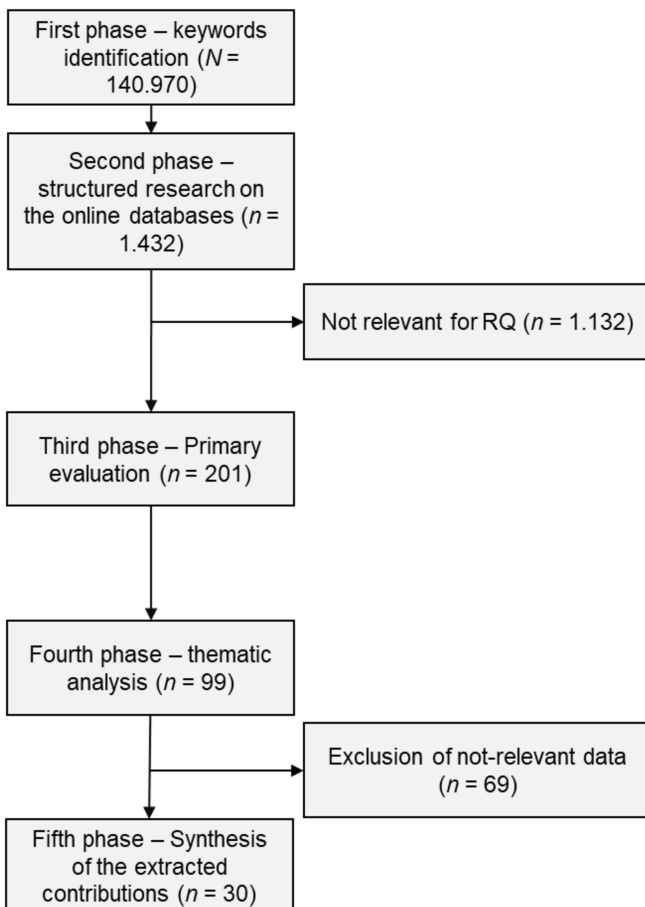 First phase – keywords
identification (N =
140.970)
Second phase –
structured research on
the online databases (n =
1.432)
Not relevant for RQ (n = 1.132)
Third phase – Primary
evaluation (n = 201)
Fourth phase – thematic
analysis (n = 99)
Exclusion of not-relevant data
(n = 69)
Fifth phase – Synthesis
of the extracted
contributions (n = 30)